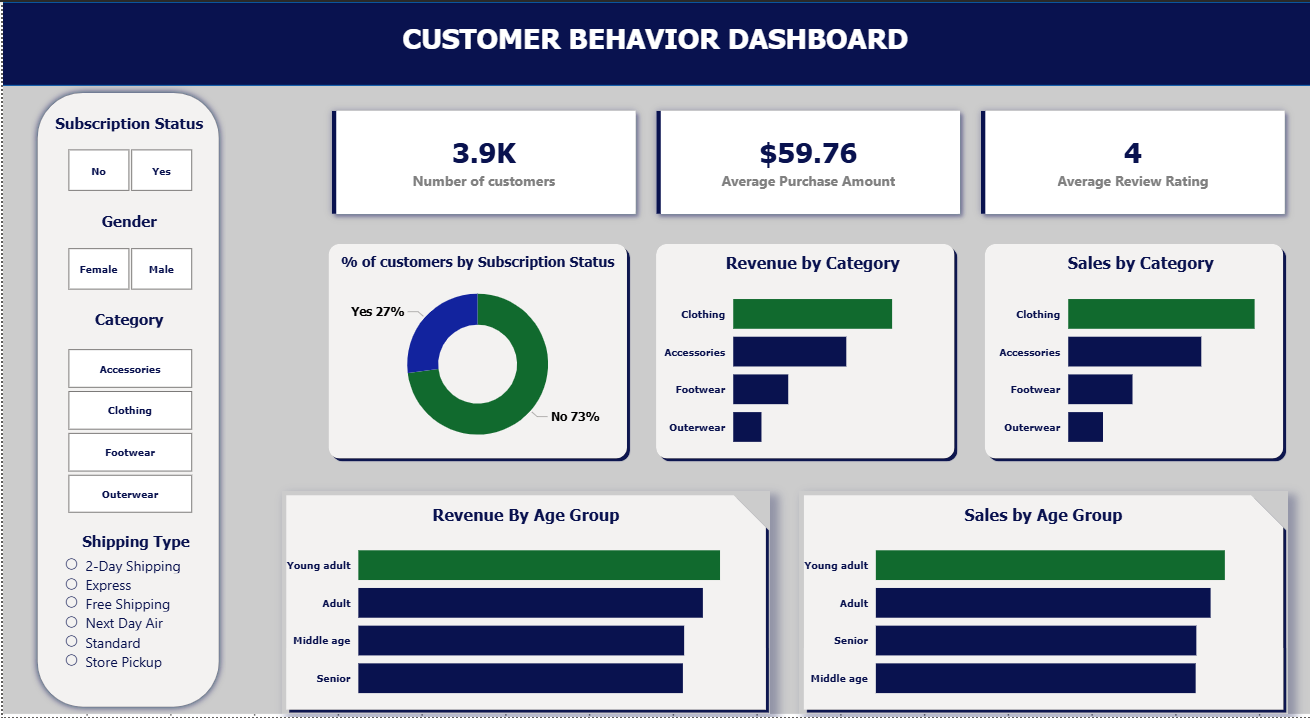 CUSTOMER BEHAVIOR DASHBOARD
Subscription Status
No Yes
Gender
Female Male
Category
Accessories
Clothing
Footwear
Outerwear
Shipping Type
2-Day Shipping
Express
Free Shipping
Next Day Air
Standard
Store Pickup
3.9K
Number of customers
$59.76
Average Purchase Amount
4
Average Review Rating
% of customers by Subscription Status
Yes 27%
No 73%
Revenue by Category
Clothing
Accessories
Footwear
Outerwear
Sales by Category
Clothing
Accessories
Footwear
Outerwear
Revenue By Age Group
Young adult
Adult
Middle age
Senior
Sales by Age Group
Young adult
Adult
Senior
Middle age